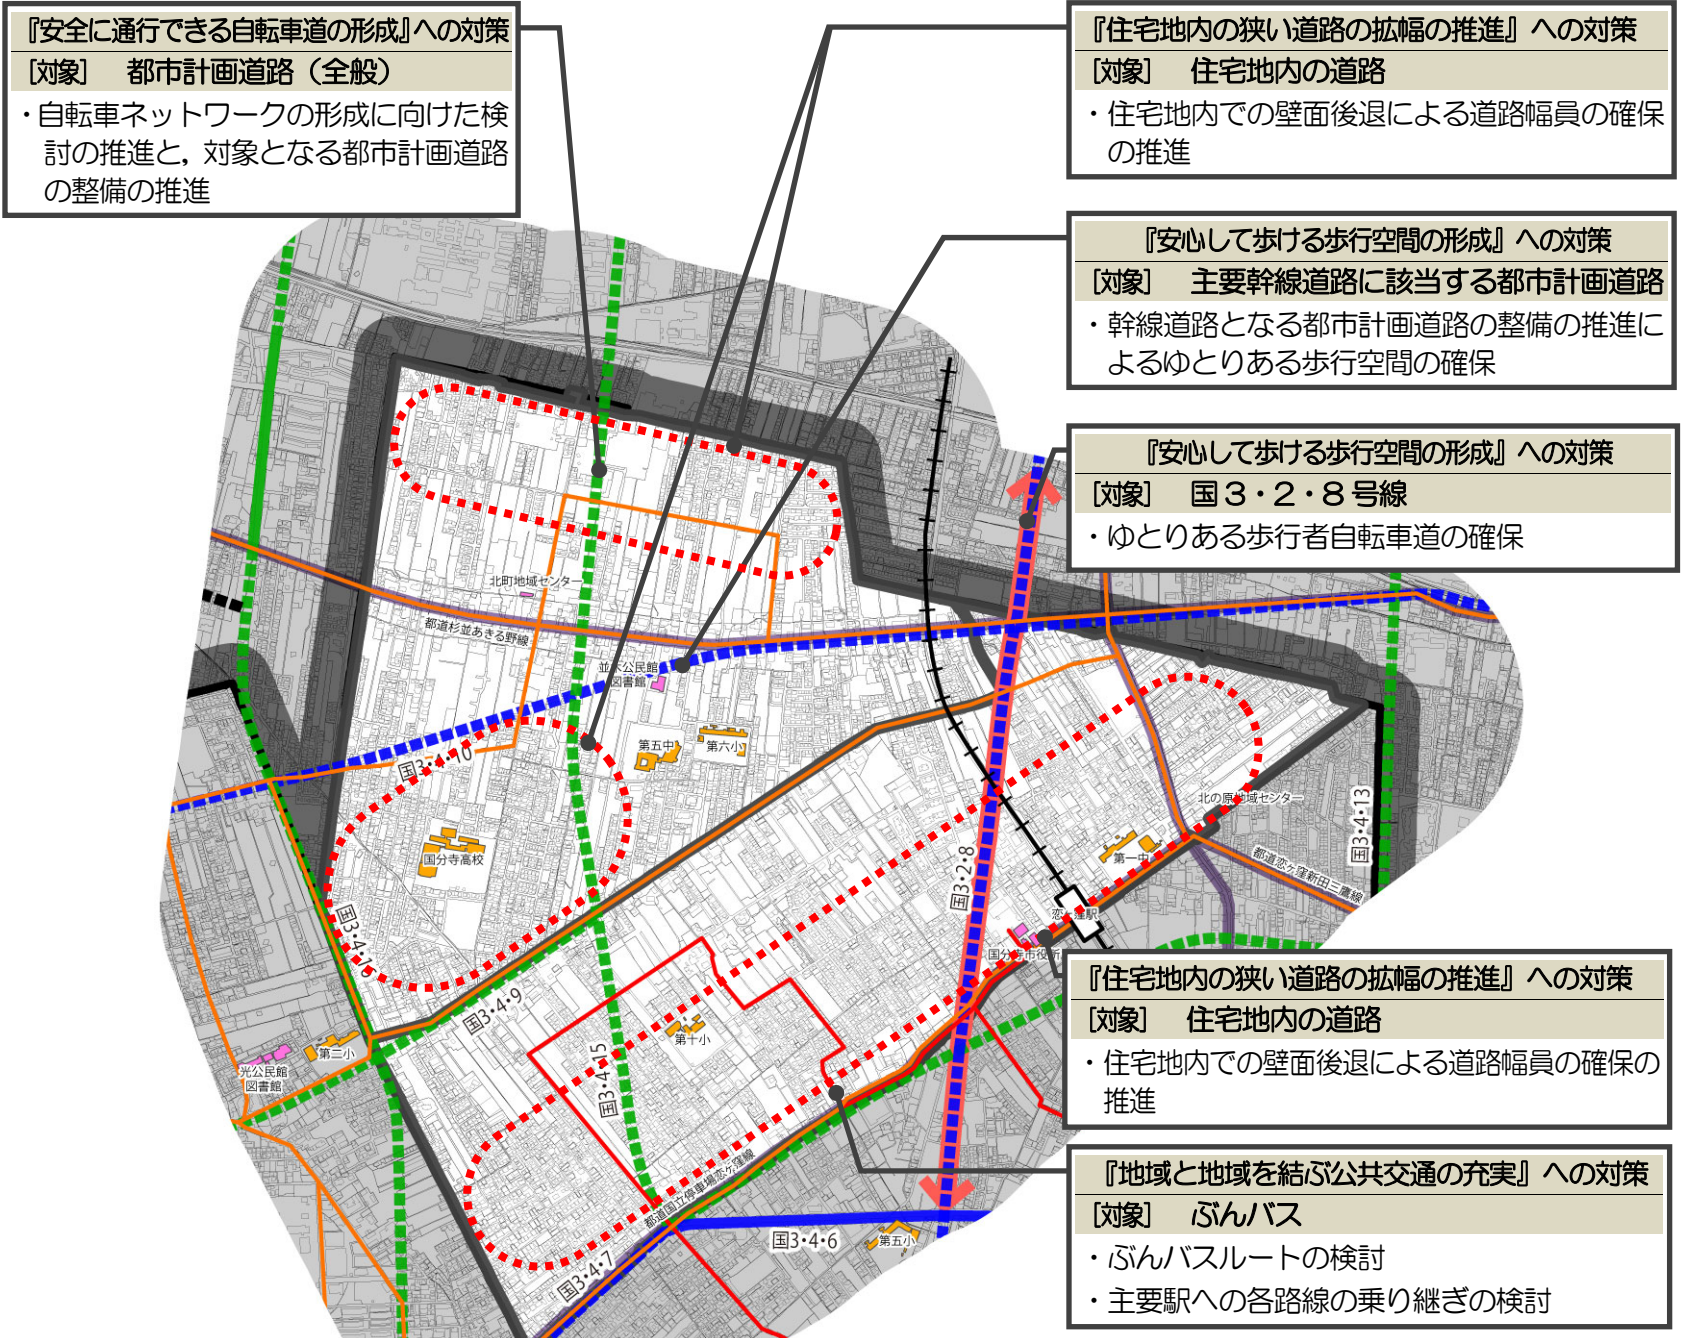 『安全に通行できる自転車道の形成』への対策
[対象] 都市計画道路（全般）
・自転車ネットワークの形成に向けた検
討の推進と，対象となる都市計画道路
の整備の推進
『住宅地内の狭い道路の拡幅の推進』への対策
[対象] 住宅地内の道路
・住宅地内での壁面後退による道路幅員の確保
の推進
『安心して歩ける歩行空間の形成』への対策
[対象] 主要幹線道路に該当する都市計画道路
・幹線道路となる都市計画道路の整備の推進に
よるゆとりある歩行空間の確保
『安心して歩ける歩行空間の形成』への対策
[対象] 国３・２・８号線
・ゆとりある歩行者自転車道の確保
北町地域センター
都道杉並あきる野線
並木公民館
図書館
第五中
第六小
国3・4・10
国分寺高校
北の原地域センター
国3・4・13
第一中
都道恋ヶ窪新田三鷹線
国3・2・8
恋ヶ窪駅
国分寺市役所
国3・4・16
国3・4・9
第十小
国3・4・15
第二小
光公民館
図書館
都道国立停車場恋ヶ窪線
国3・4・6
第五小
国3・4・7
『住宅地内の狭い道路の拡幅の推進』への対策
[対象] 住宅地内の道路
・住宅地内での壁面後退による道路幅員の確保の
推進
『地域と地域を結ぶ公共交通の充実』への対策
[対象] ぶんバス
・ぶんバスルートの検討
・主要駅への各路線の乗り継ぎの検討